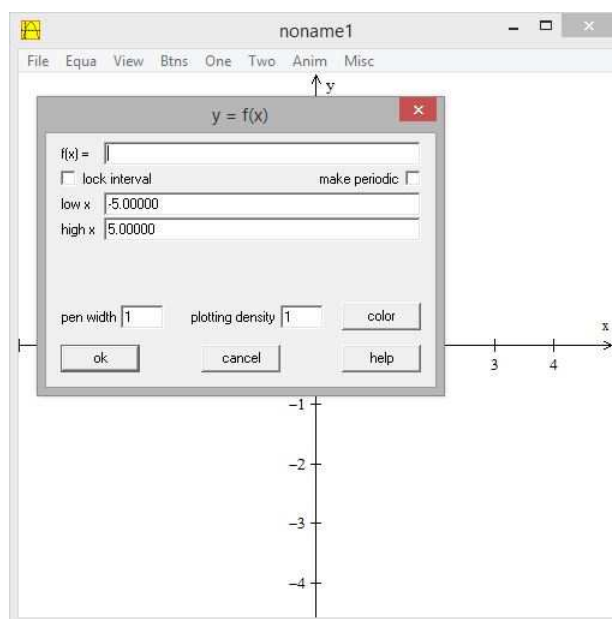 noname1
File Equa View Btns One Two Anim Misc
y
y = f(x)
f(x) =
lock interval make periodic
low x -5.00000
high x 5.00000
pen width 1 plotting density 1 color
x
ok cancel help
3 4
-1
-2
-3
-4